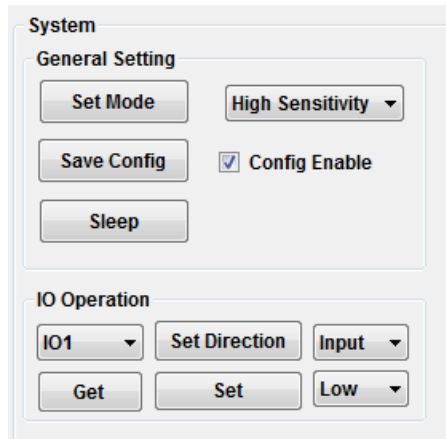 System
General Setting
Set Mode High Sensitivity
Save Config Config Enable
Sleep
IO Operation
IO1 Set Direction Input
Get Set Low